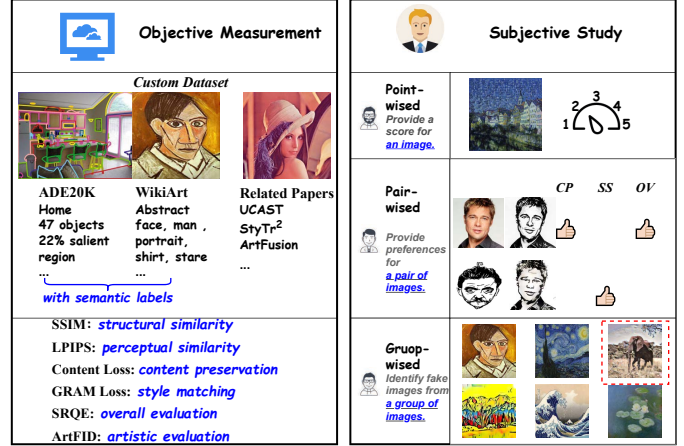 Objective Measurement
Custom Dataset
ADE20K
Home
47 objects
22% salient
region
...
WikiArt
Abstract
face, man ,
portrait,
shirt, stare
...
Related Papers
UCAST
StyTr²
ArtFusion
...
with semantic labels
SSIM: structural similarity
LPIPS: perceptual similarity
Content Loss: content preservation
GRAM Loss: style matching
SRQE: overall evaluation
ArtFID: artistic evaluation
Subjective Study
Point-
wised
Provide a
score for
an image.
1 2 3 4 5
Pair-
wised
Provide
preferences
for
a pair of
images.
CP SS OV
Gruop-
wised
Identify fake
images from
a group of
images.